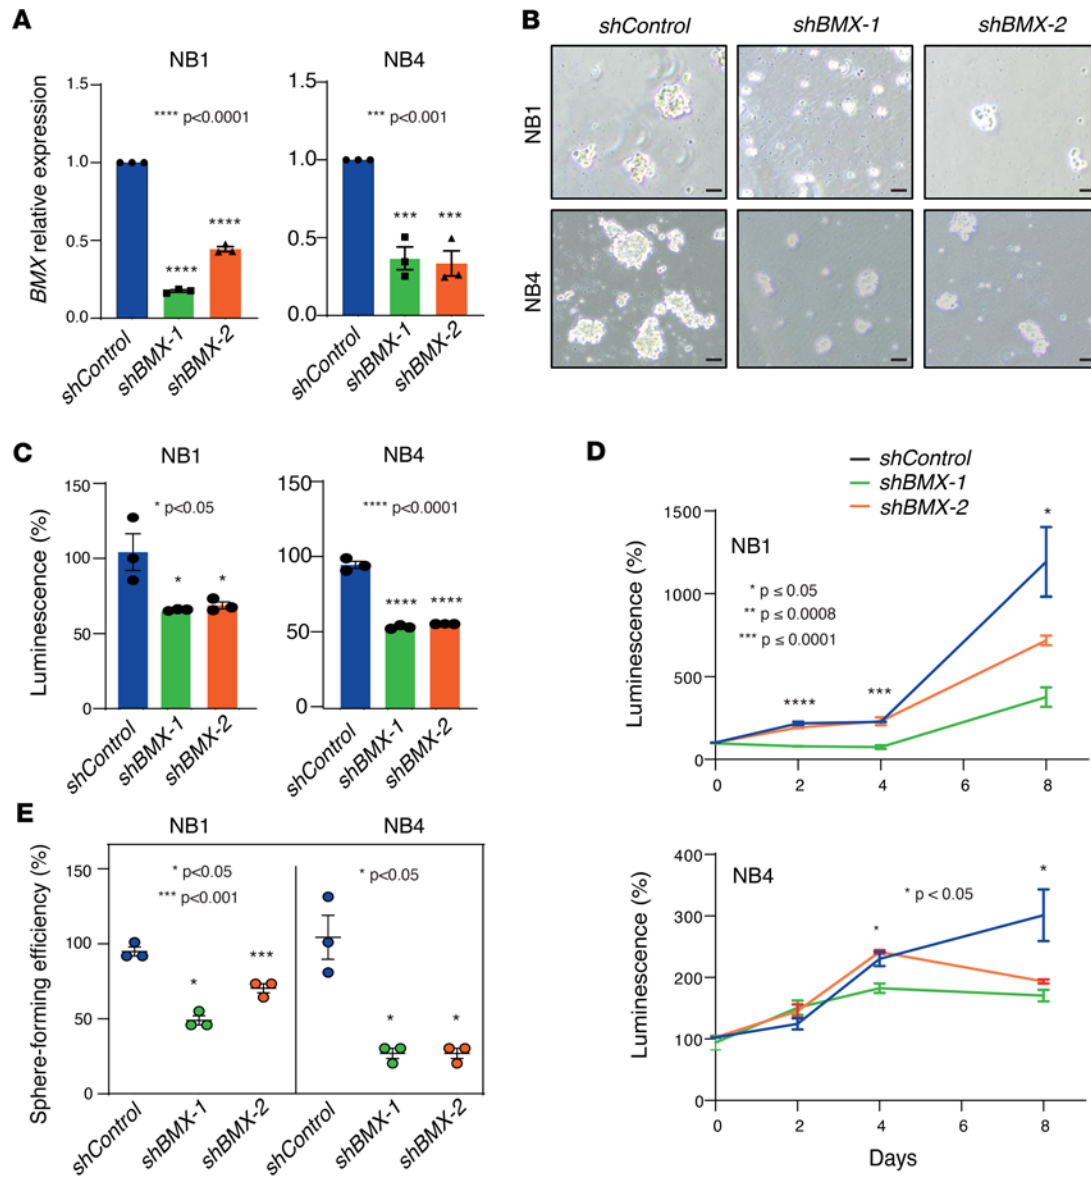 A
NB1
NB4
BMX relative expression
1.5
1.0
0.5
0.0
**** p<0.0001
****
****
1.5
1.0
0.5
0.0
*** p<0.001
***
***
shControl
shBMX-1
shBMX-2
shControl
shBMX-1
shBMX-2
B
shControl
shBMX-1
shBMX-2
NB1
NB4
C
NB1
NB4
Luminescence (%)
150
100
50
0
* p<0.05
*
*
150
100
50
0
**** p<0.0001
****
****
shControl
shBMX-1
shBMX-2
shControl
shBMX-1
shBMX-2
D
shControl
shBMX-1
shBMX-2
Luminescence (%)
1500
1000
500
0
NB1
* p ≤ 0.05
** p ≤ 0.0008
*** p ≤ 0.0001
****
***
*
0
2
4
6
8
Luminescence (%)
400
300
200
100
0
NB4
* p < 0.05
*
*
0
2
4
6
8
Days
E
NB1
NB4
Sphere-forming efficiency (%)
150
100
50
0
* p<0.05
*** p<0.001
*
***
* p<0.05
*
*
shControl
shBMX-1
shBMX-2
shControl
shBMX-1
shBMX-2